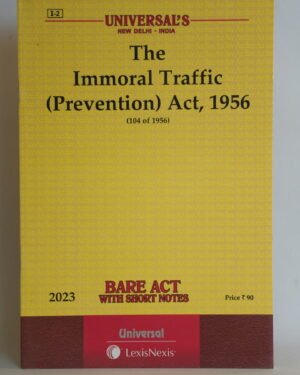 I-2
UNIVERSAL'S
NEW DELHI - INDIA
The
Immoral Traffic
(Prevention) Act, 1956
(104 of 1956)
BARE ACT
WITH SHORT NOTES
2023
Price ₹ 90
Universal
LexisNexis®